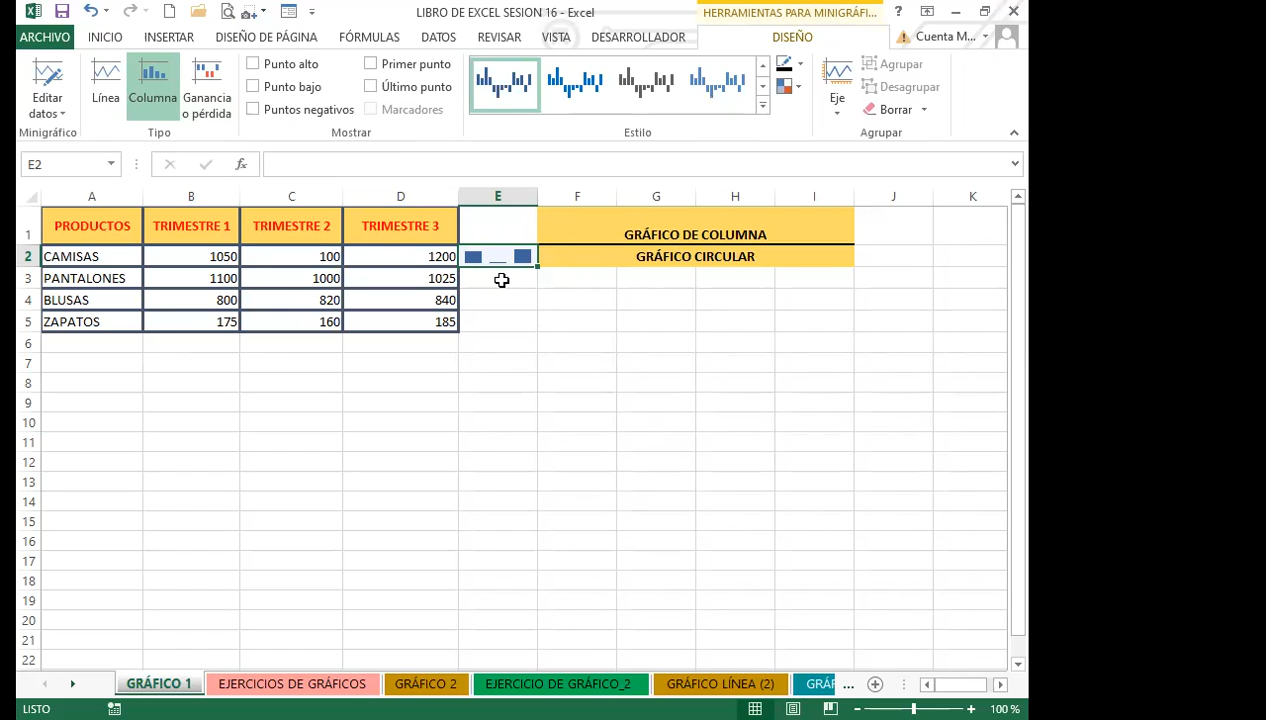 LIBRO DE EXCEL SESION 16 - Excel
HERRAMIENTAS PARA MINIGRÁFI...
?
ARCHIVO INICIO INSERTAR DISEÑO DE PÁGINA FÓRMULAS DATOS REVISAR VISTA DESARROLLADOR DISEÑO Cuenta M...
Editar datos
Línea
Columna
Ganancia o pérdida
Punto alto
Punto bajo
Puntos negativos
Primer punto
Último punto
Marcadores
Eje
Agrupar
Desagrupar
Borrar
Minigráfico Tipo Mostrar Estilo Agrupar
E2
fx
A B C D E F G H I J K
1 PRODUCTOS TRIMESTRE 1 TRIMESTRE 2 TRIMESTRE 3 GRÁFICO DE COLUMNA
2 CAMISAS 1050 100 1200 GRÁFICO CIRCULAR
3 PANTALONES 1100 1000 1025
4 BLUSAS 800 820 840
5 ZAPATOS 175 160 185
6
7
8
9
10
11
12
13
14
15
16
17
18
19
20
21
22
GRÁFICO 1 EJERCICIOS DE GRÁFICOS GRÁFICO 2 EJERCICIO DE GRÁFICO_2 GRÁFICO LÍNEA (2) GRÁF ...
LISTO 100 %